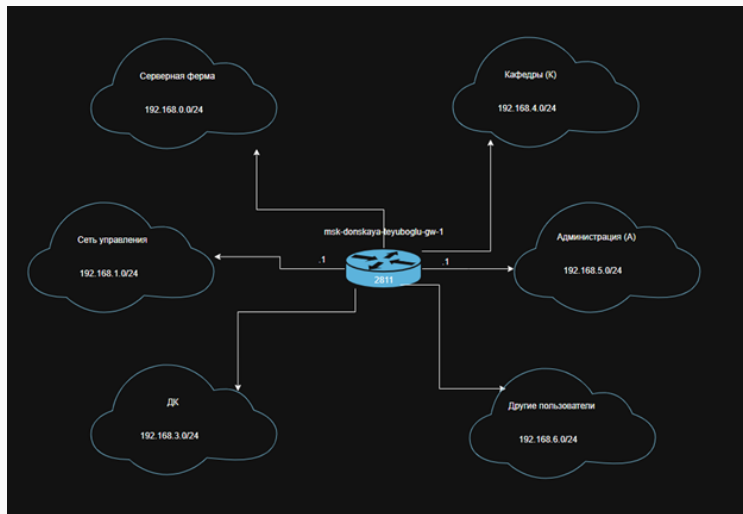 Серверная ферма
192.168.0.0/24
Кафедры (К)
192.168.4.0/24
msk-donskaya-teyuboglu-gw-1
Сеть управления
192.168.1.0/24
.1
2811
.1
Администрация (А)
192.168.5.0/24
ДК
192.168.3.0/24
Другие пользователи
192.168.6.0/24